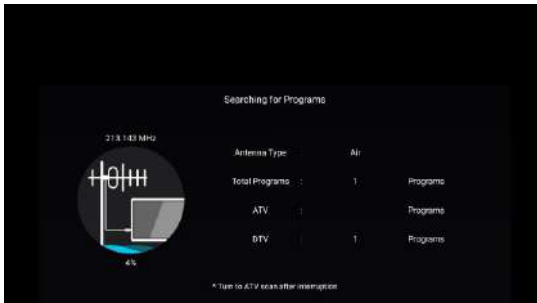 Searching for Programs
213.143 MHz
Antenna Type : Air
Total Programs : 1 Programs
ATV : Programs
DTV : 1 Programs
4%
* Turn to ATV scan after interruption